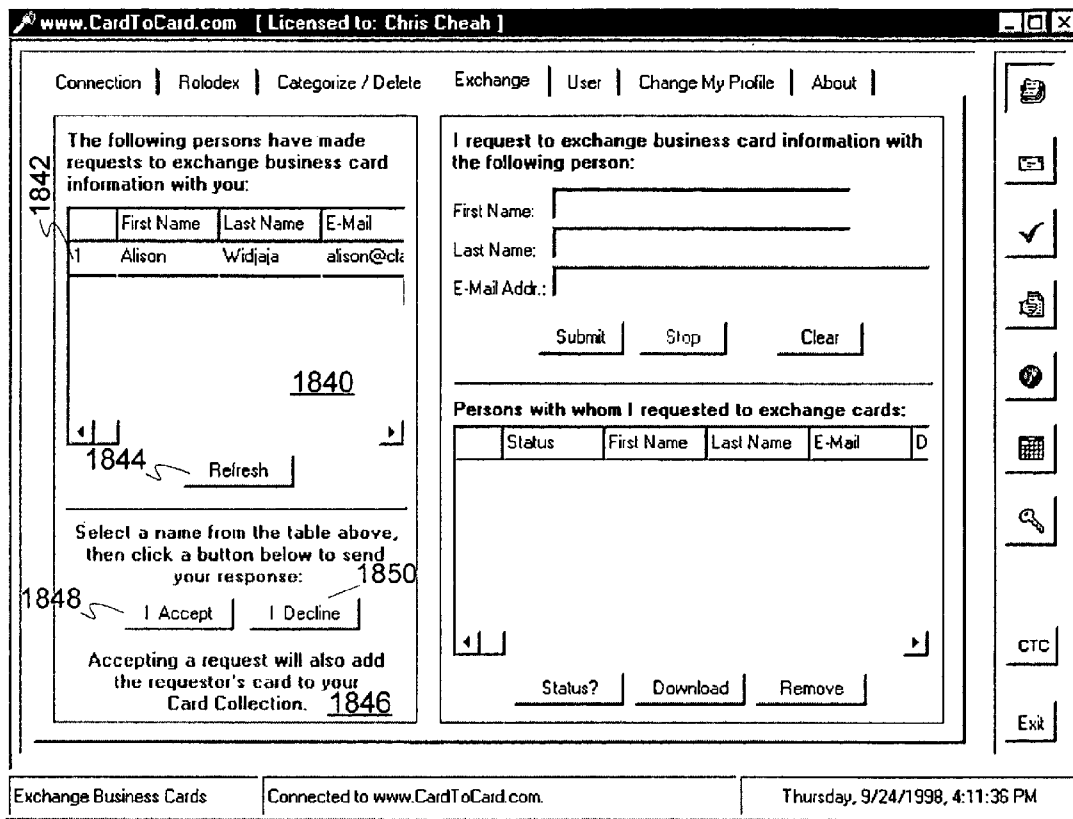 www.CardToCard.com [ Licensed to: Chris Cheah ]
Connection | Rolodex | Categorize / Delete Exchange | User | Change My Profile | About |
The following persons have made
requests to exchange business card
information with you:
1842
First Name Last Name E-Mail
1 Alison Widjaja alison@cla
1840
1844
Refresh
Select a name from the table above,
then click a button below to send
your response:
1850
1848
I Accept I Decline
Accepting a request will also add
the requestor's card to your
Card Collection. 1846
I request to exchange business card information with
the following person:
First Name:
Last Name:
E-Mail Addr.:
Submit Stop Clear
Persons with whom I requested to exchange cards:
Status First Name Last Name E-Mail D
Status? Download Remove
CTC
Exit
Exchange Business Cards Connected to www.CardToCard.com. Thursday, 9/24/1998, 4:11:36 PM